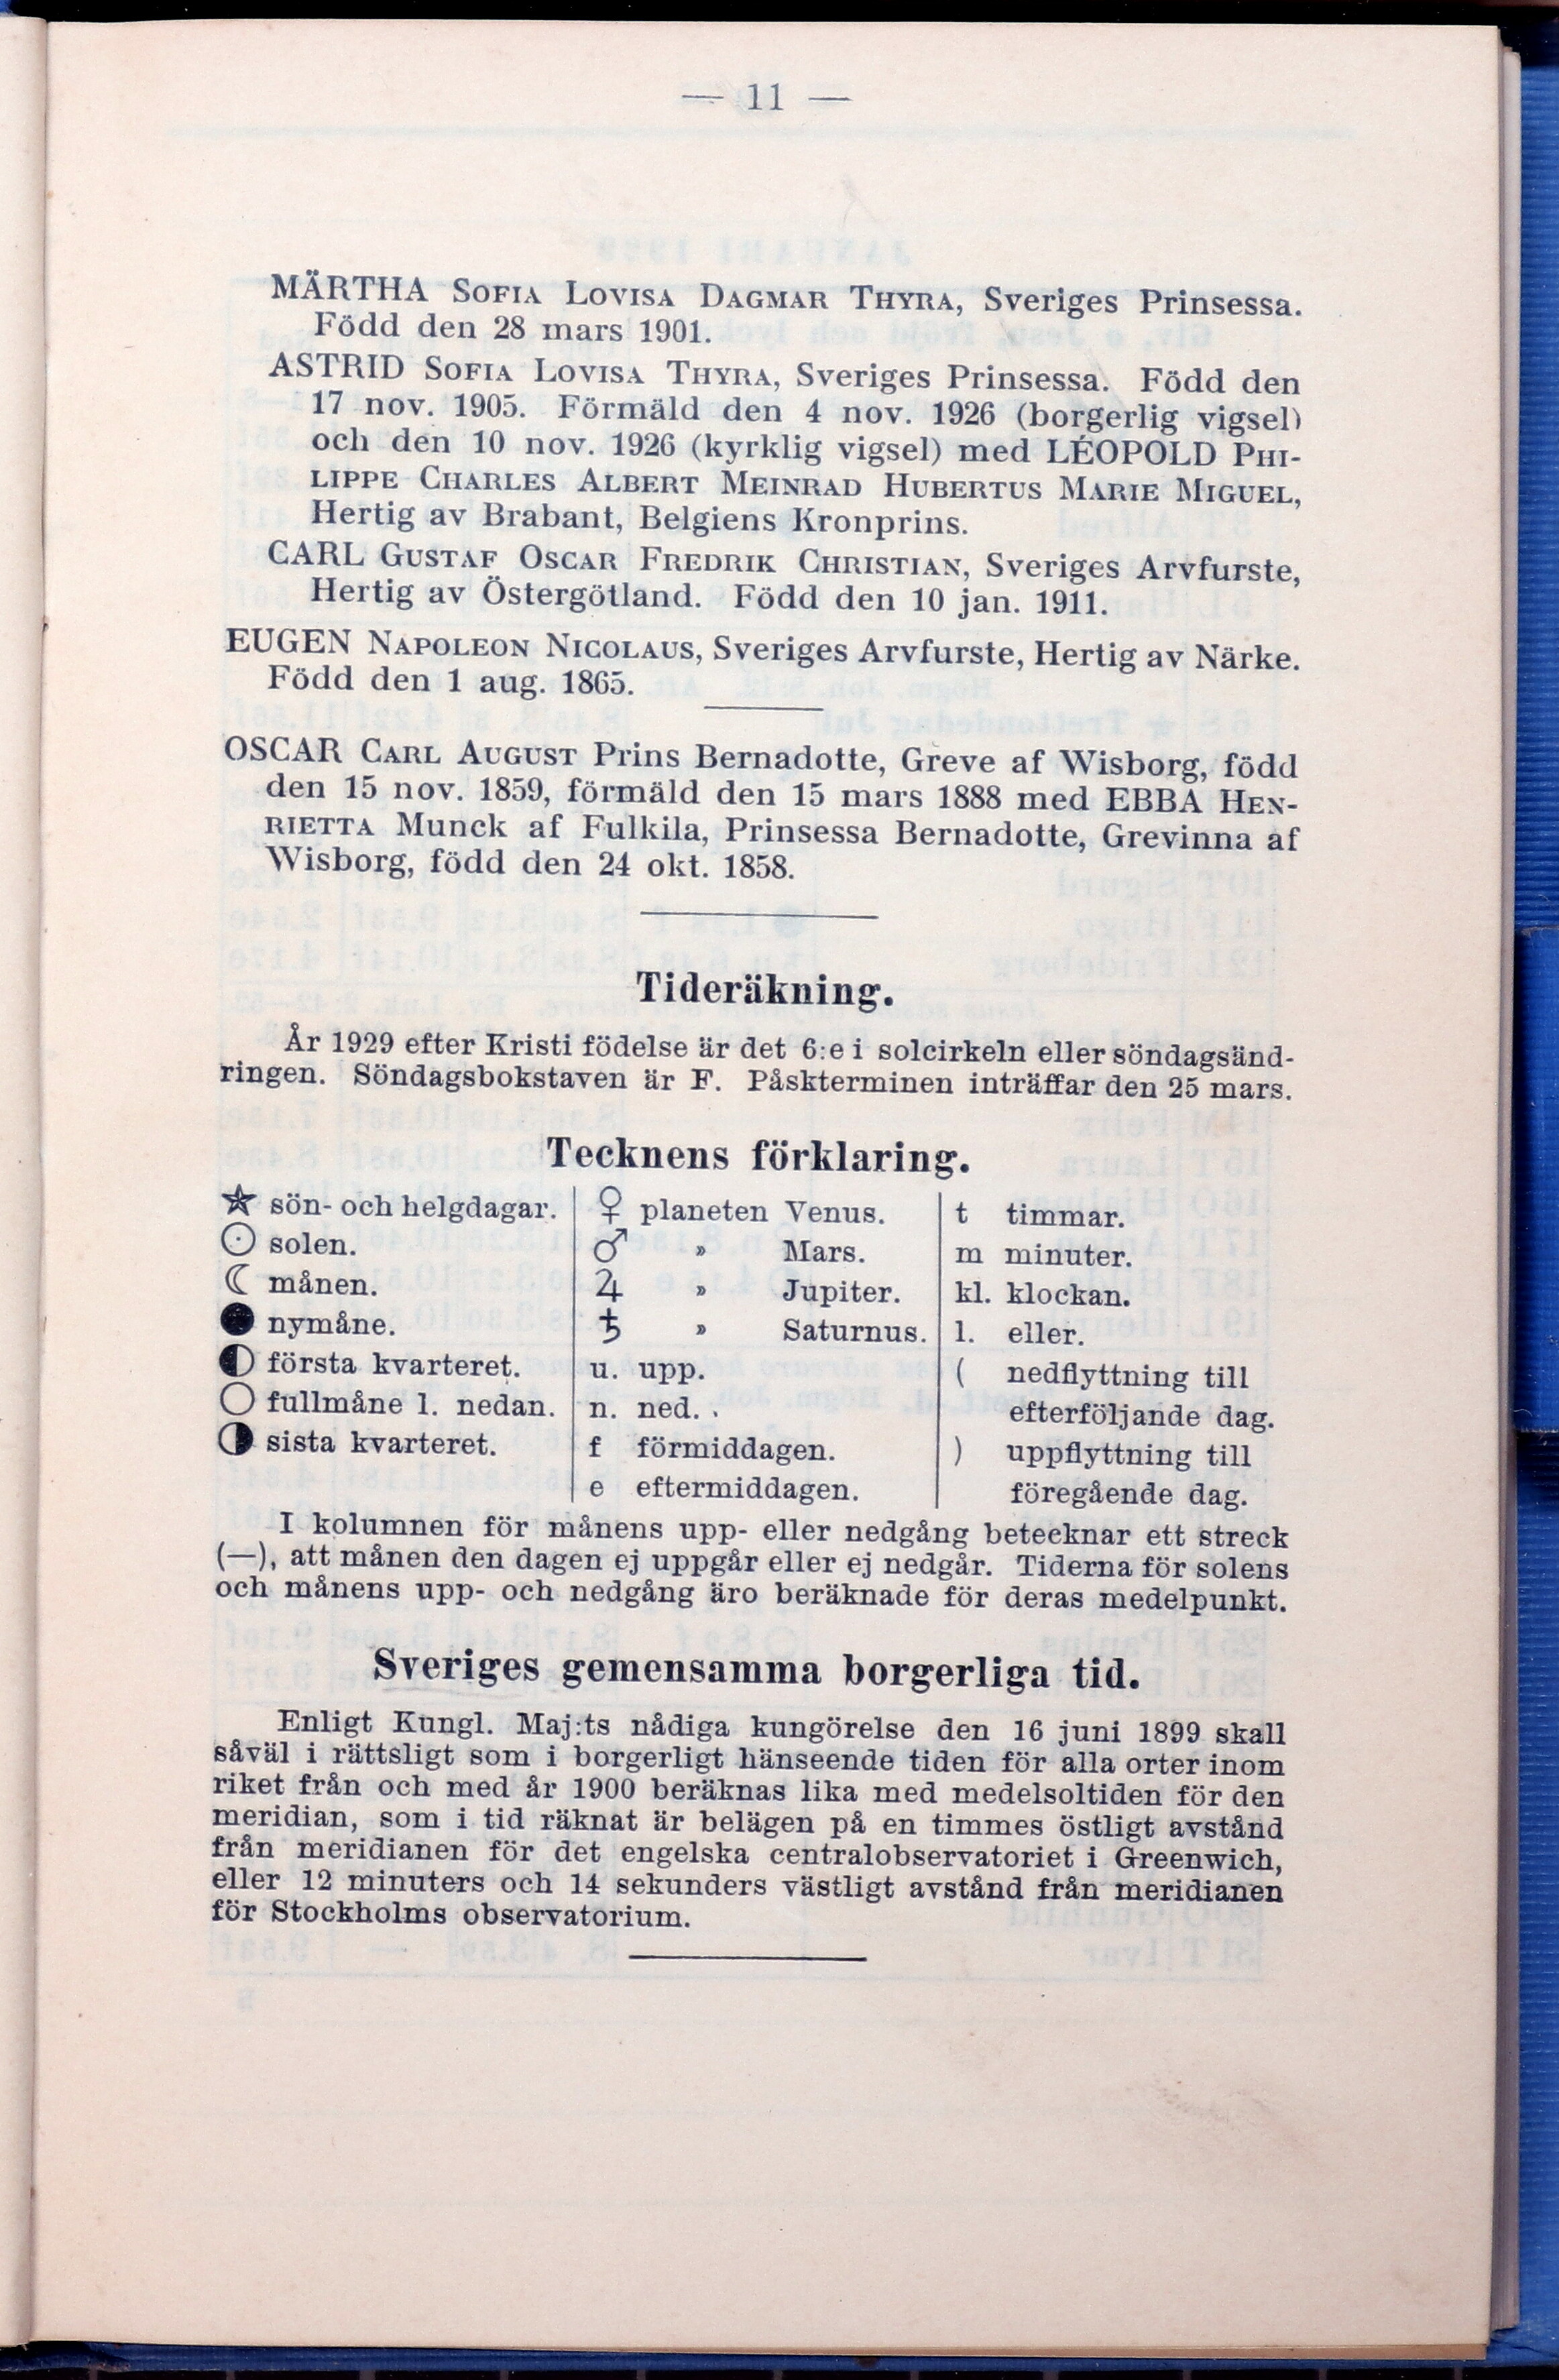 — 11 —
MÄRTHA SOFIA LOVISA DAGMAR THYRA, Sveriges Prinsessa.
Född den 28 mars 1901.
ASTRID SOFIA LOVISA THYRA, Sveriges Prinsessa. Född den
17 nov. 1905. Förmäld den 4 nov. 1926 (borgerlig vigsel)
och den 10 nov. 1926 (kyrklig vigsel) med LÉOPOLD PHI-
LIPPE CHARLES ALBERT MEINRAD HUBERTUS MARIE MIGUEL,
Hertig av Brabant, Belgiens Kronprins.
CARL GUSTAF OSCAR FREDRIK CHRISTIAN, Sveriges Arvfurste,
Hertig av Östergötland. Född den 10 jan. 1911.
EUGEN NAPOLEON NICOLAUS, Sveriges Arvfurste, Hertig av Närke.
Född den 1 aug. 1865.
OSCAR CARL AUGUST Prins Bernadotte, Greve af Wisborg, född
den 15 nov. 1859, förmäld den 15 mars 1888 med EBBA HEN-
RIETTA Munck af Fulkila, Prinsessa Bernadotte, Grevinna af
Wisborg, född den 24 okt. 1858.
Tideräkning.
År 1929 efter Kristi födelse är det 6:e i solcirkeln eller söndagsänd-
ringen. Söndagsbokstaven är F. Påskterminen inträffar den 25 mars.
Tecknens förklaring.
☆ sön- och helgdagar.
☉ solen.
☾ månen.
● nymåne.
◐ första kvarteret.
○ fullmåne l. nedan.
◑ sista kvarteret.
♀ planeten Venus.
♂ » Mars.
♃ » Jupiter.
♄ » Saturnus.
u. upp.
n. ned.
f förmiddagen.
e eftermiddagen.
t timmar.
m minuter.
kl. klockan.
l. eller.
( nedflyttning till
efterföljande dag.
) uppflyttning till
föregående dag.
I kolumnen för månens upp- eller nedgång betecknar ett streck
(—), att månen den dagen ej uppgår eller ej nedgår. Tiderna för solens
och månens upp- och nedgång äro beräknade för deras medelpunkt.
Sveriges gemensamma borgerliga tid.
Enligt Kungl. Maj:ts nådiga kungörelse den 16 juni 1899 skall
såväl i rättsligt som i borgerligt hänseende tiden för alla orter inom
riket från och med år 1900 beräknas lika med medelsoltiden för den
meridian, som i tid räknat är belägen på en timmes östligt avstånd
från meridianen för det engelska centralobservatoriet i Greenwich,
eller 12 minuters och 14 sekunders västligt avstånd från meridianen
för Stockholms observatorium.